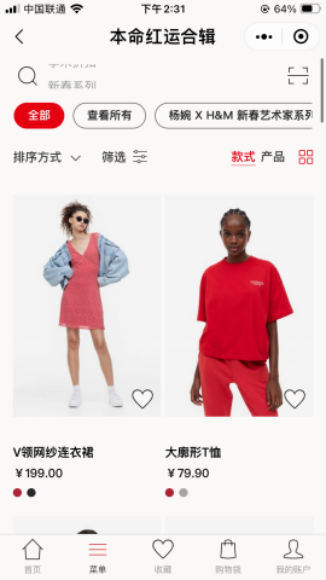 中国联通
下午2:31
64%
本命红运合辑
新春系列
全部
查看所有
杨婉 X H&M 新春艺术家系列
排序方式
筛选
款式
产品
V领网纱连衣裙
¥199.00
大廓形T恤
¥79.90
首页
菜单
收藏
购物袋
我的账户